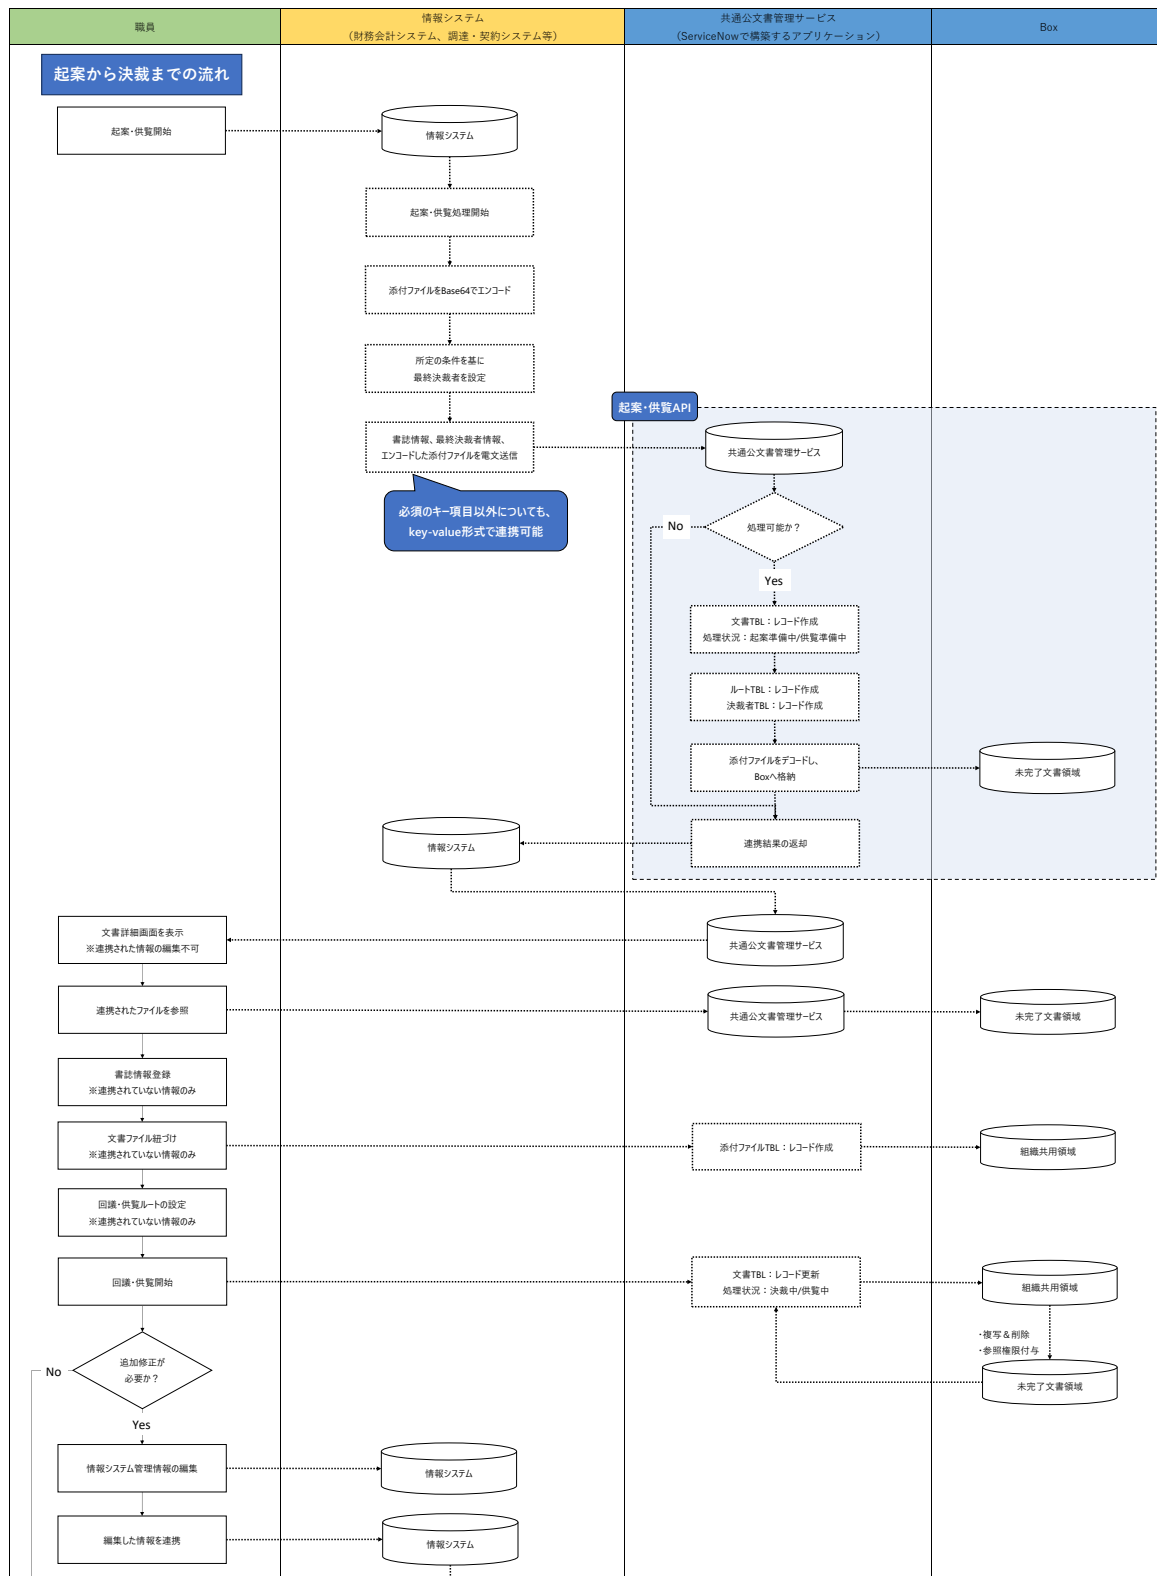 職員
情報システム
（財務会計システム、調達・契約システム等）
共通公文書管理サービス
（ServiceNowで構築するアプリケーション）
Box
起案から決裁までの流れ
起案・供覧開始
情報システム
起案・供覧処理開始
添付ファイルをBase64でエンコード
所定の条件を基に
最終決裁者を設定
起案・供覧API
書誌情報、最終決裁者情報、
エンコードした添付ファイルを電文送信
共通公文書管理サービス
必須のキー項目以外についても、
key-value形式で連携可能
No
処理可能か？
Yes
文書TBL：レコード作成
処理状況：起案準備中/供覧準備中
ルートTBL：レコード作成
決裁者TBL：レコード作成
添付ファイルをデコードし、
Boxへ格納
未完了文書領域
情報システム
連携結果の返却
文書詳細画面を表示
※連携された情報の編集不可
共通公文書管理サービス
連携されたファイルを参照
共通公文書管理サービス
未完了文書領域
書誌情報登録
※連携されていない情報のみ
文書ファイル紐づけ
※連携されていない情報のみ
添付ファイルTBL：レコード作成
組織共用領域
回議・供覧ルートの設定
※連携されていない情報のみ
回議・供覧開始
文書TBL：レコード更新
処理状況：決裁中/供覧中
組織共用領域
・複写＆削除
・参照権限付与
未完了文書領域
追加修正が
必要か？
No
Yes
情報システム管理情報の編集
情報システム
編集した情報を連携
情報システム